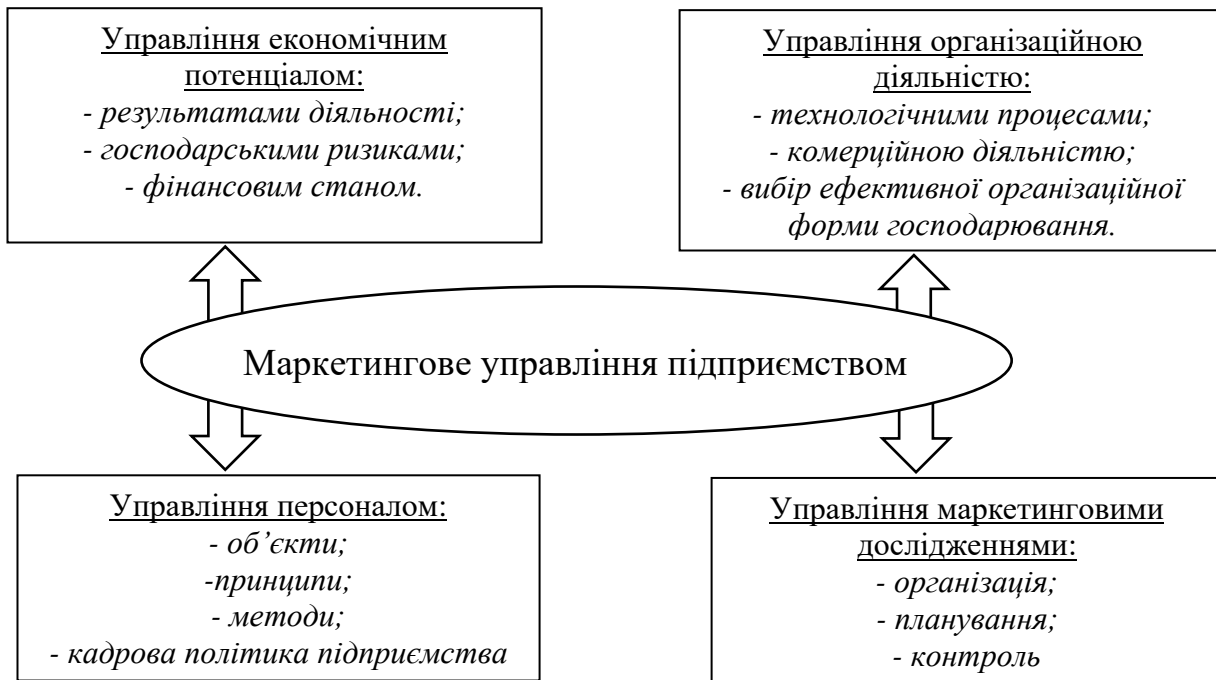 Управління економічним
потенціалом:
- результатами діяльності;
- господарськими ризиками;
- фінансовим станом.
Управління організаційною
діяльністю:
- технологічними процесами;
- комерційною діяльністю;
- вибір ефективної організаційної
форми господарювання.
Маркетингове управління підприємством
Управління персоналом:
- об’єкти;
-принципи;
- методи;
- кадрова політика підприємства
Управління маркетинговими
дослідженнями:
- організація;
- планування;
- контроль